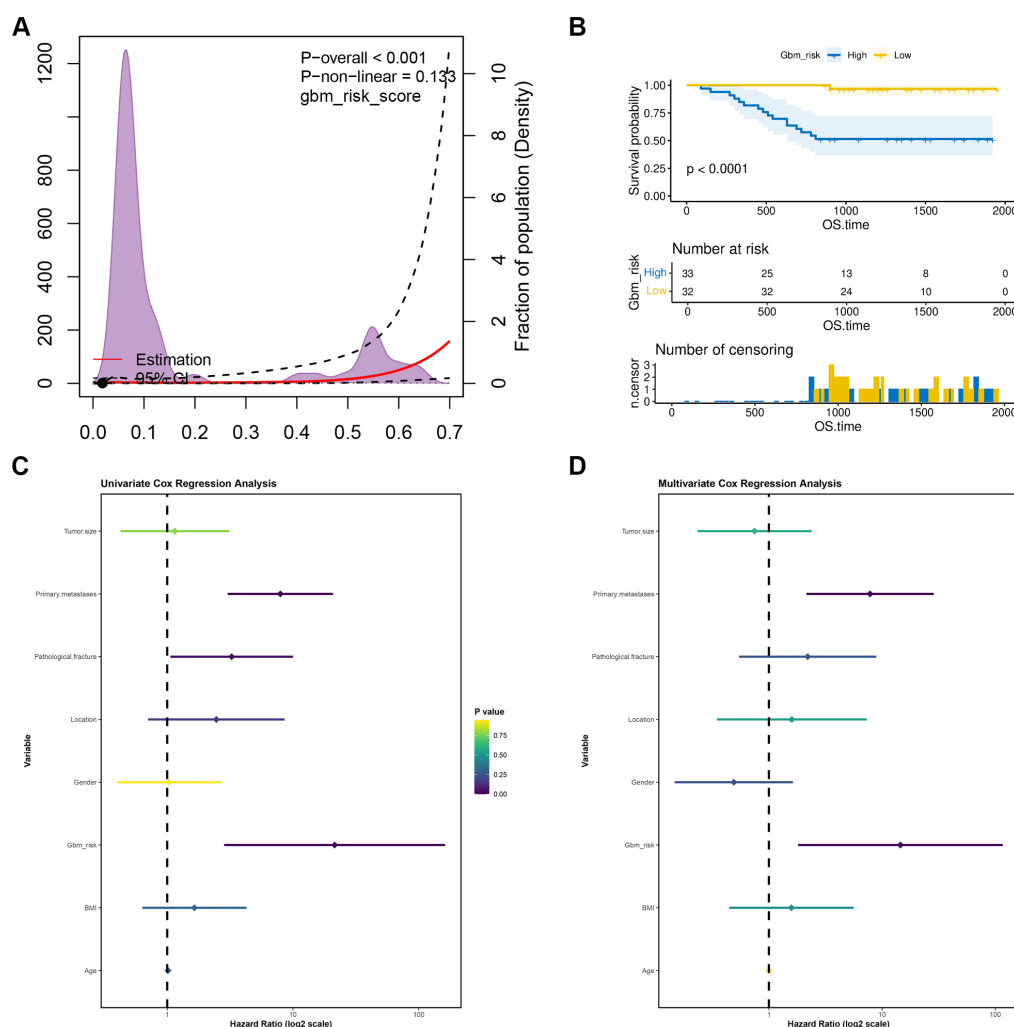 A
P-overall < 0.001
P-non-linear = 0.133
gbm_risk_score
Estimation
95% CI
0 200 400 600 800 1000 1200
0 2 4 6 8 10
Fraction of population (Density)
0.0 0.1 0.2 0.3 0.4 0.5 0.6 0.7
B
Gbm_risk High Low
Survival probability
1.00
0.75
0.50
0.25
0.00
p < 0.0001
0 500 1000 1500 2000
OS.time
Number at risk
Gbm_risk
High 33 25 13 8 0
Low 32 32 24 10 0
0 500 1000 1500 2000
OS.time
Number of censoring
n.censor
3
2
1
0
0 500 1000 1500 2000
OS.time
C
Univariate Cox Regression Analysis
Variable
Tumor.size
Primary.metastases
Pathological.fracture
Location
Gender
Gbm_risk
BMI
Age
1 10 100
Hazard Ratio (log2 scale)
P value
0.75
0.50
0.25
0.00
D
Multivariate Cox Regression Analysis
Variable
Tumor.size
Primary.metastases
Pathological.fracture
Location
Gender
Gbm_risk
BMI
Age
1 10 100
Hazard Ratio (log2 scale)